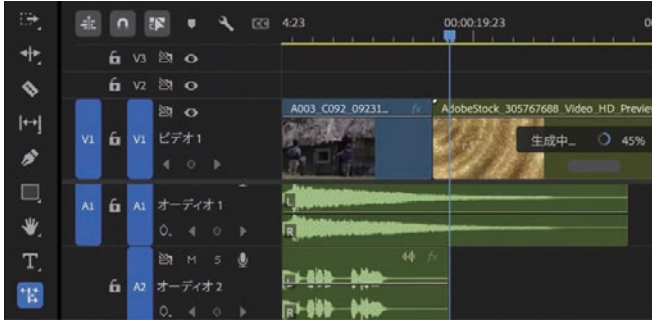 4:23
00:00:19:23
V3
V2
A003_C092_09231_
fx
AdobeStock_305767688_Video_HD_Preview
V1
V1
ビデオ 1
生成中...
45%
A1
A1
オーディオ 1
L
R
M
S
fx
A2
オーディオ 2
L
R